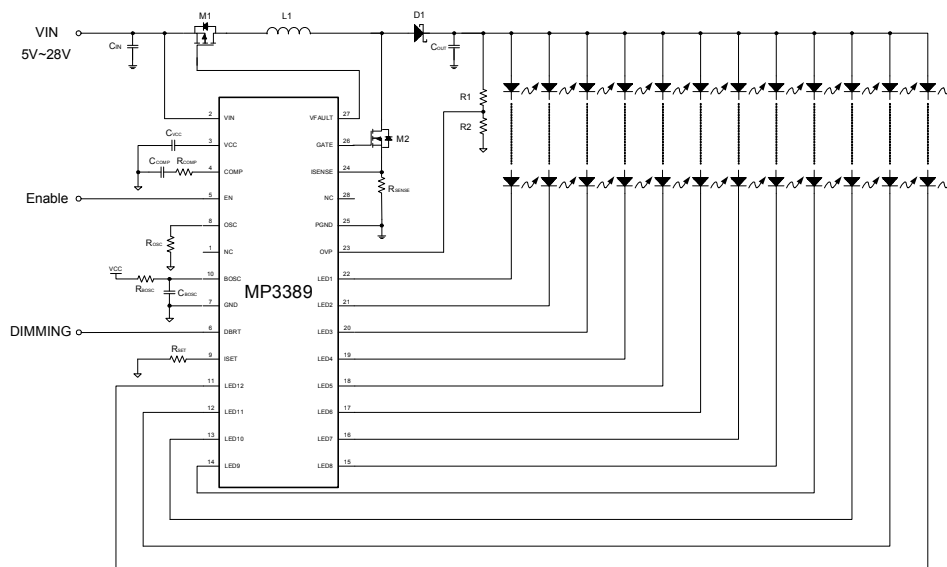 M1
L1
D1
VIN
5V~28V
CIN
COUT
R1
R2
M2
2
VIN
VFAULT
27
CVCC
3
VCC
GATE
26
CCOMP
RCOMP
4
COMP
ISENSE
24
RSENSE
Enable
5
EN
NC
28
8
OSC
PGND
25
ROSC
1
NC
OVP
23
VCC
RBOSC
10
BOSC
LED1
22
CBOSC
MP3389
7
GND
LED2
21
DIMMING
6
DBRT
LED3
20
RSET
9
ISET
LED4
19
11
LED12
LED5
18
12
LED11
LED6
17
13
LED10
LED7
16
14
LED9
LED8
15